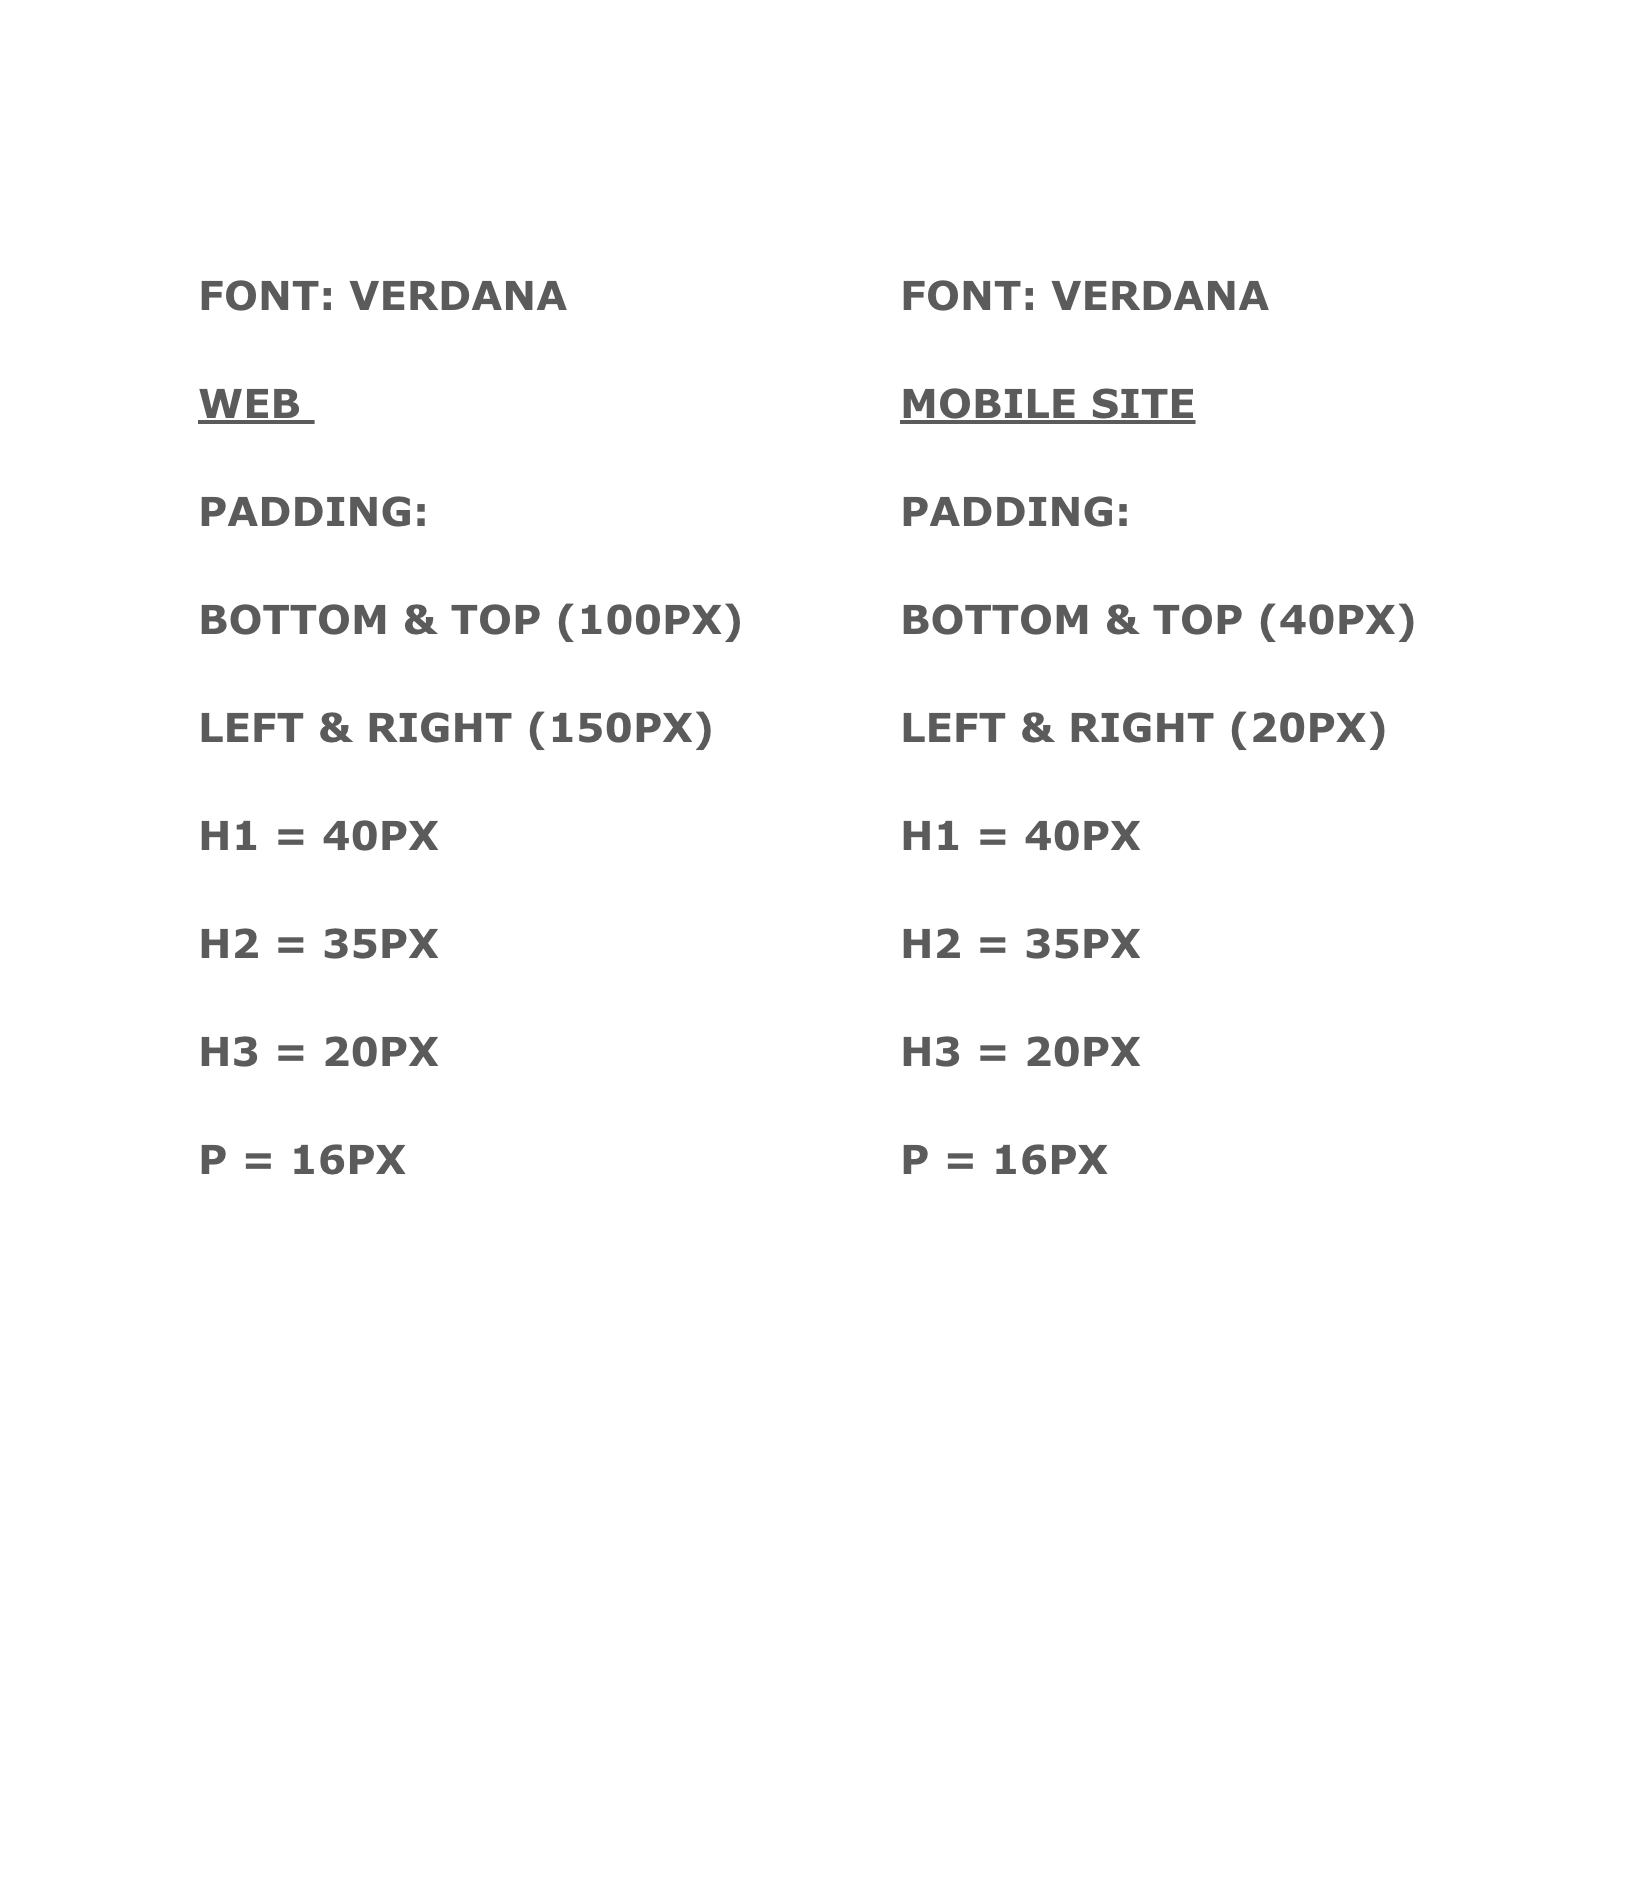 FONT: VERDANA
WEB
PADDING:
BOTTOM & TOP (100PX)
LEFT & RIGHT (150PX)
H1 = 40PX
H2 = 35PX
H3 = 20PX
P = 16PX
FONT: VERDANA
MOBILE SITE
PADDING:
BOTTOM & TOP (40PX)
LEFT & RIGHT (20PX)
H1 = 40PX
H2 = 35PX
H3 = 20PX
P = 16PX